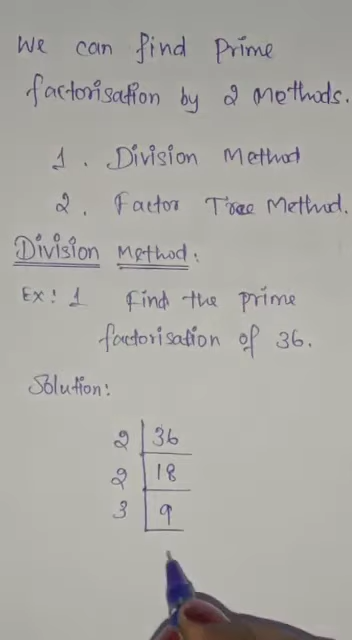 We can find Prime
factorisation by 2 Methods.
1. Division Method
2. Factor Tree Method.
Division Method:
Ex: 1 Find the prime
factorisation of 36.
Solution:
2 | 36
2 | 18
3 | 9